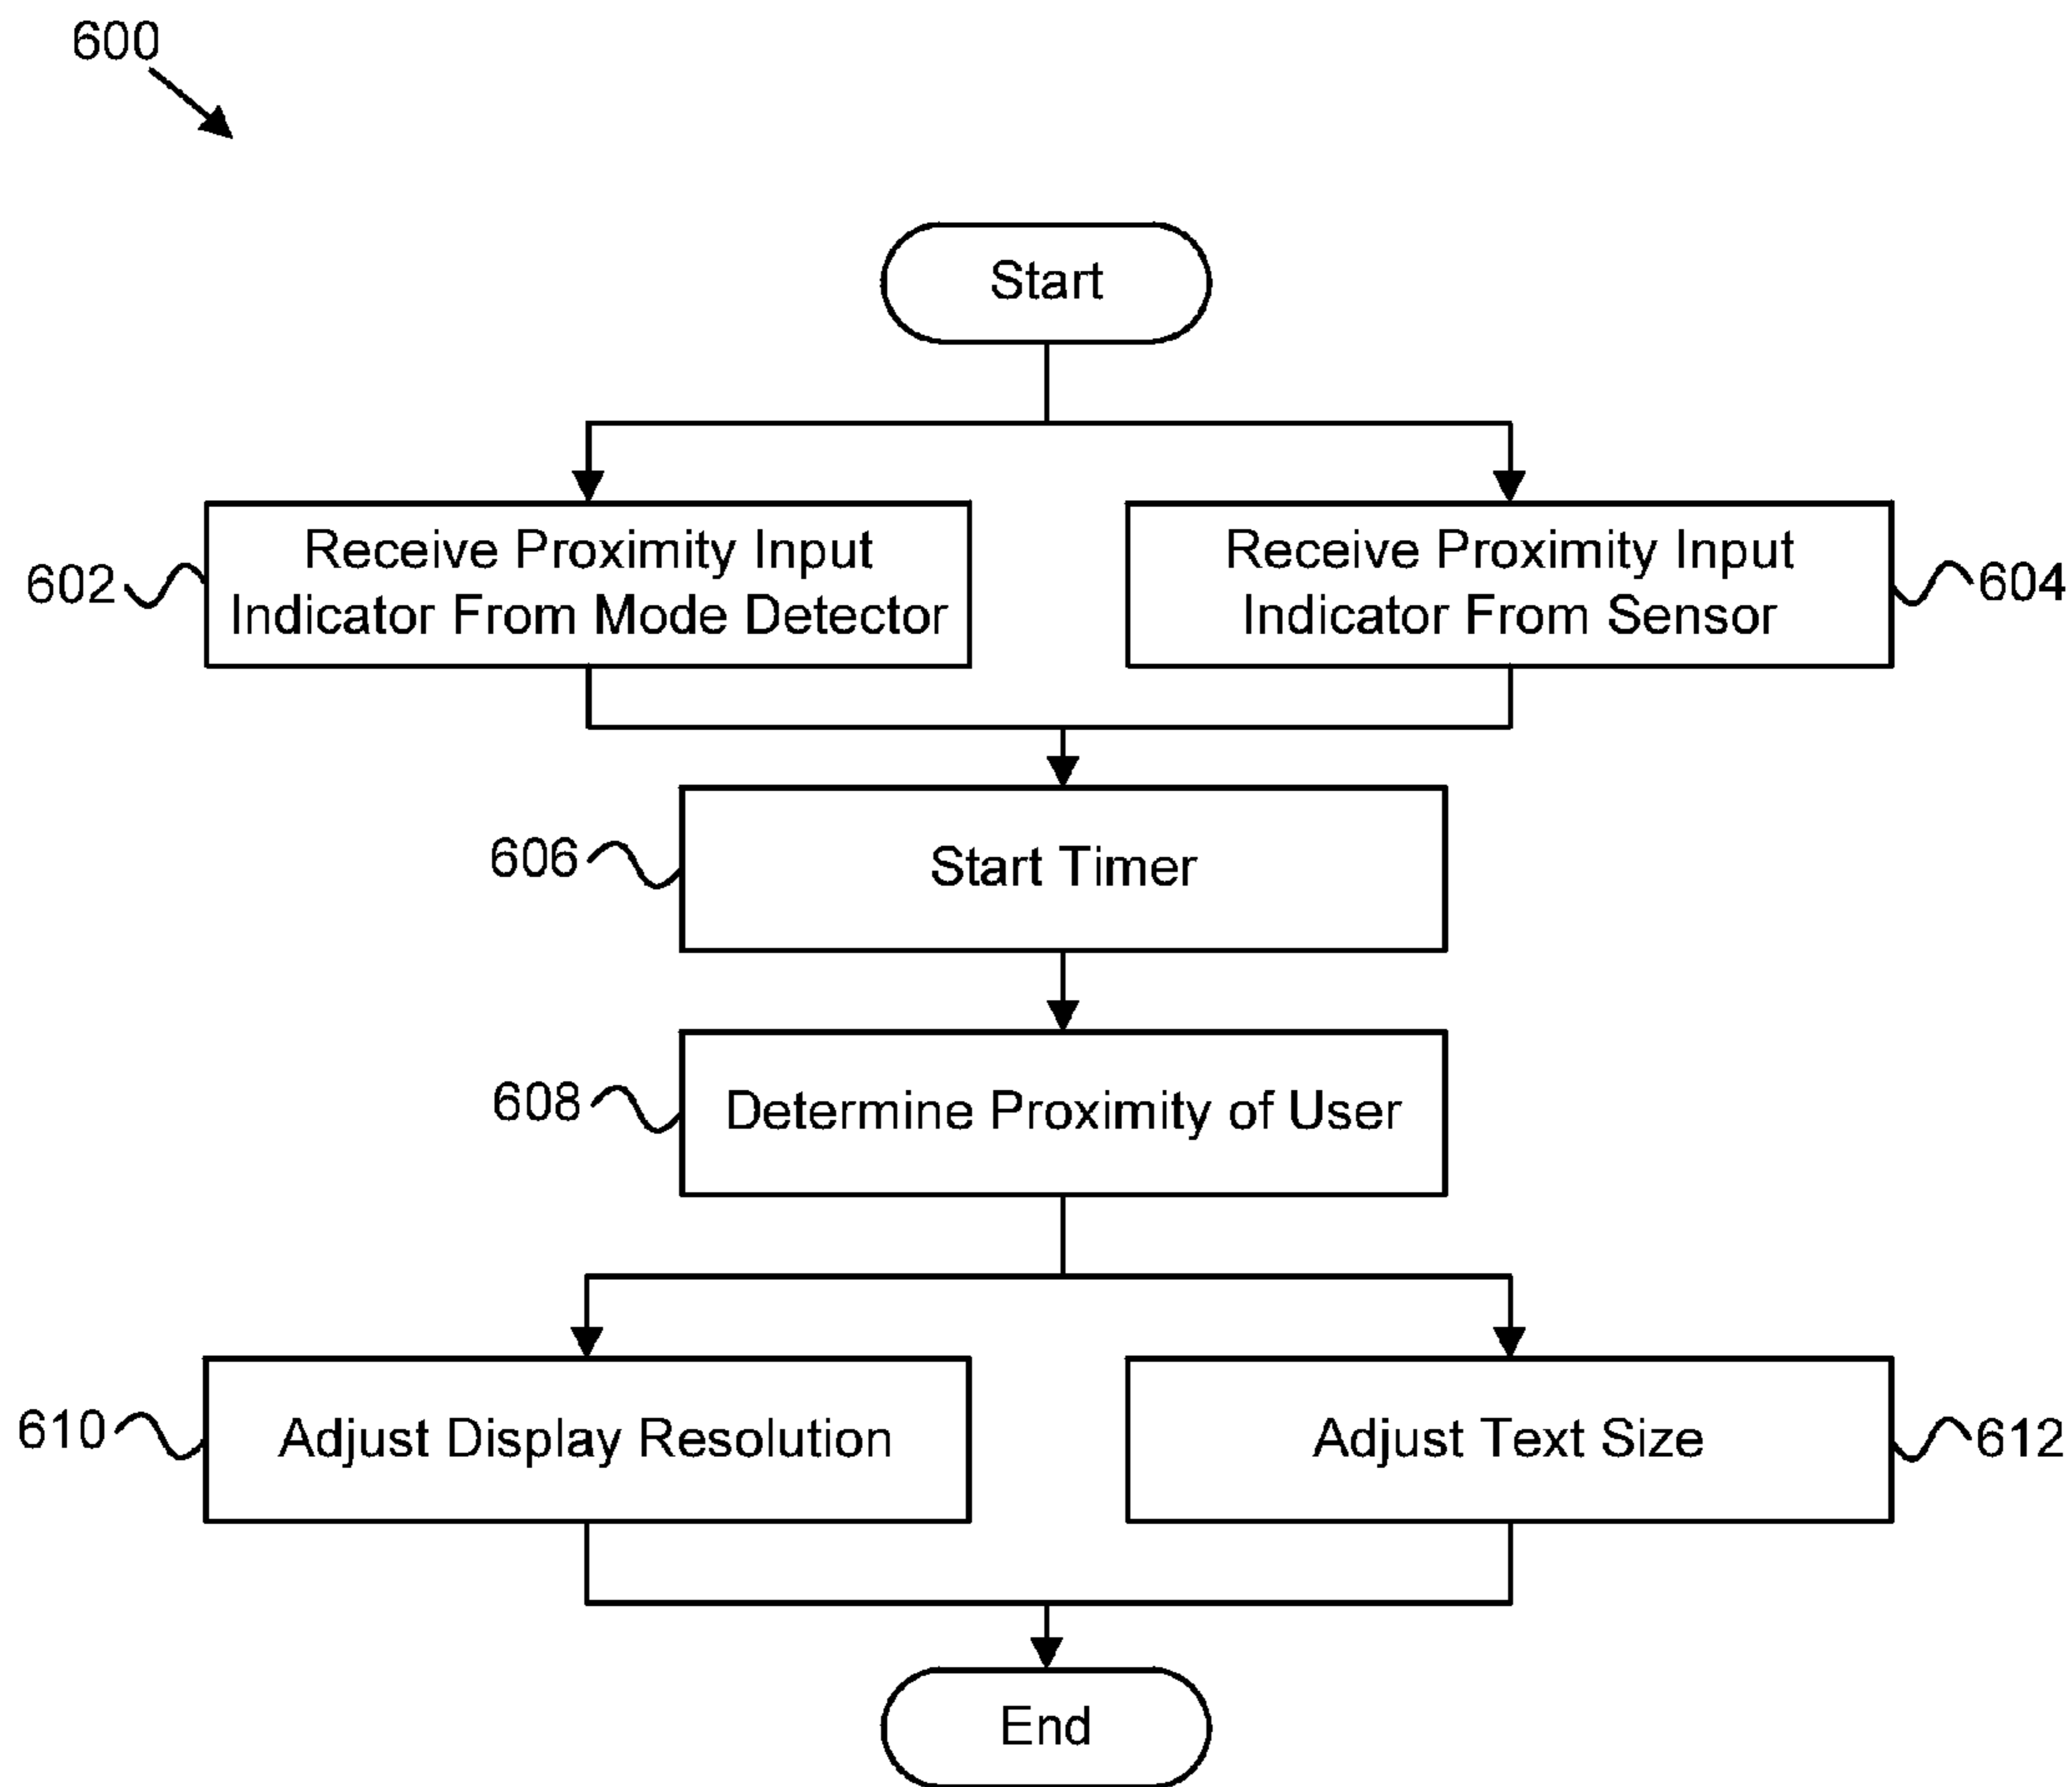 600
Start
Receive Proximity Input
Indicator From Mode Detector
602
Receive Proximity Input
Indicator From Sensor
604
606
Start Timer
608
Determine Proximity of User
610
Adjust Display Resolution
Adjust Text Size
612
End